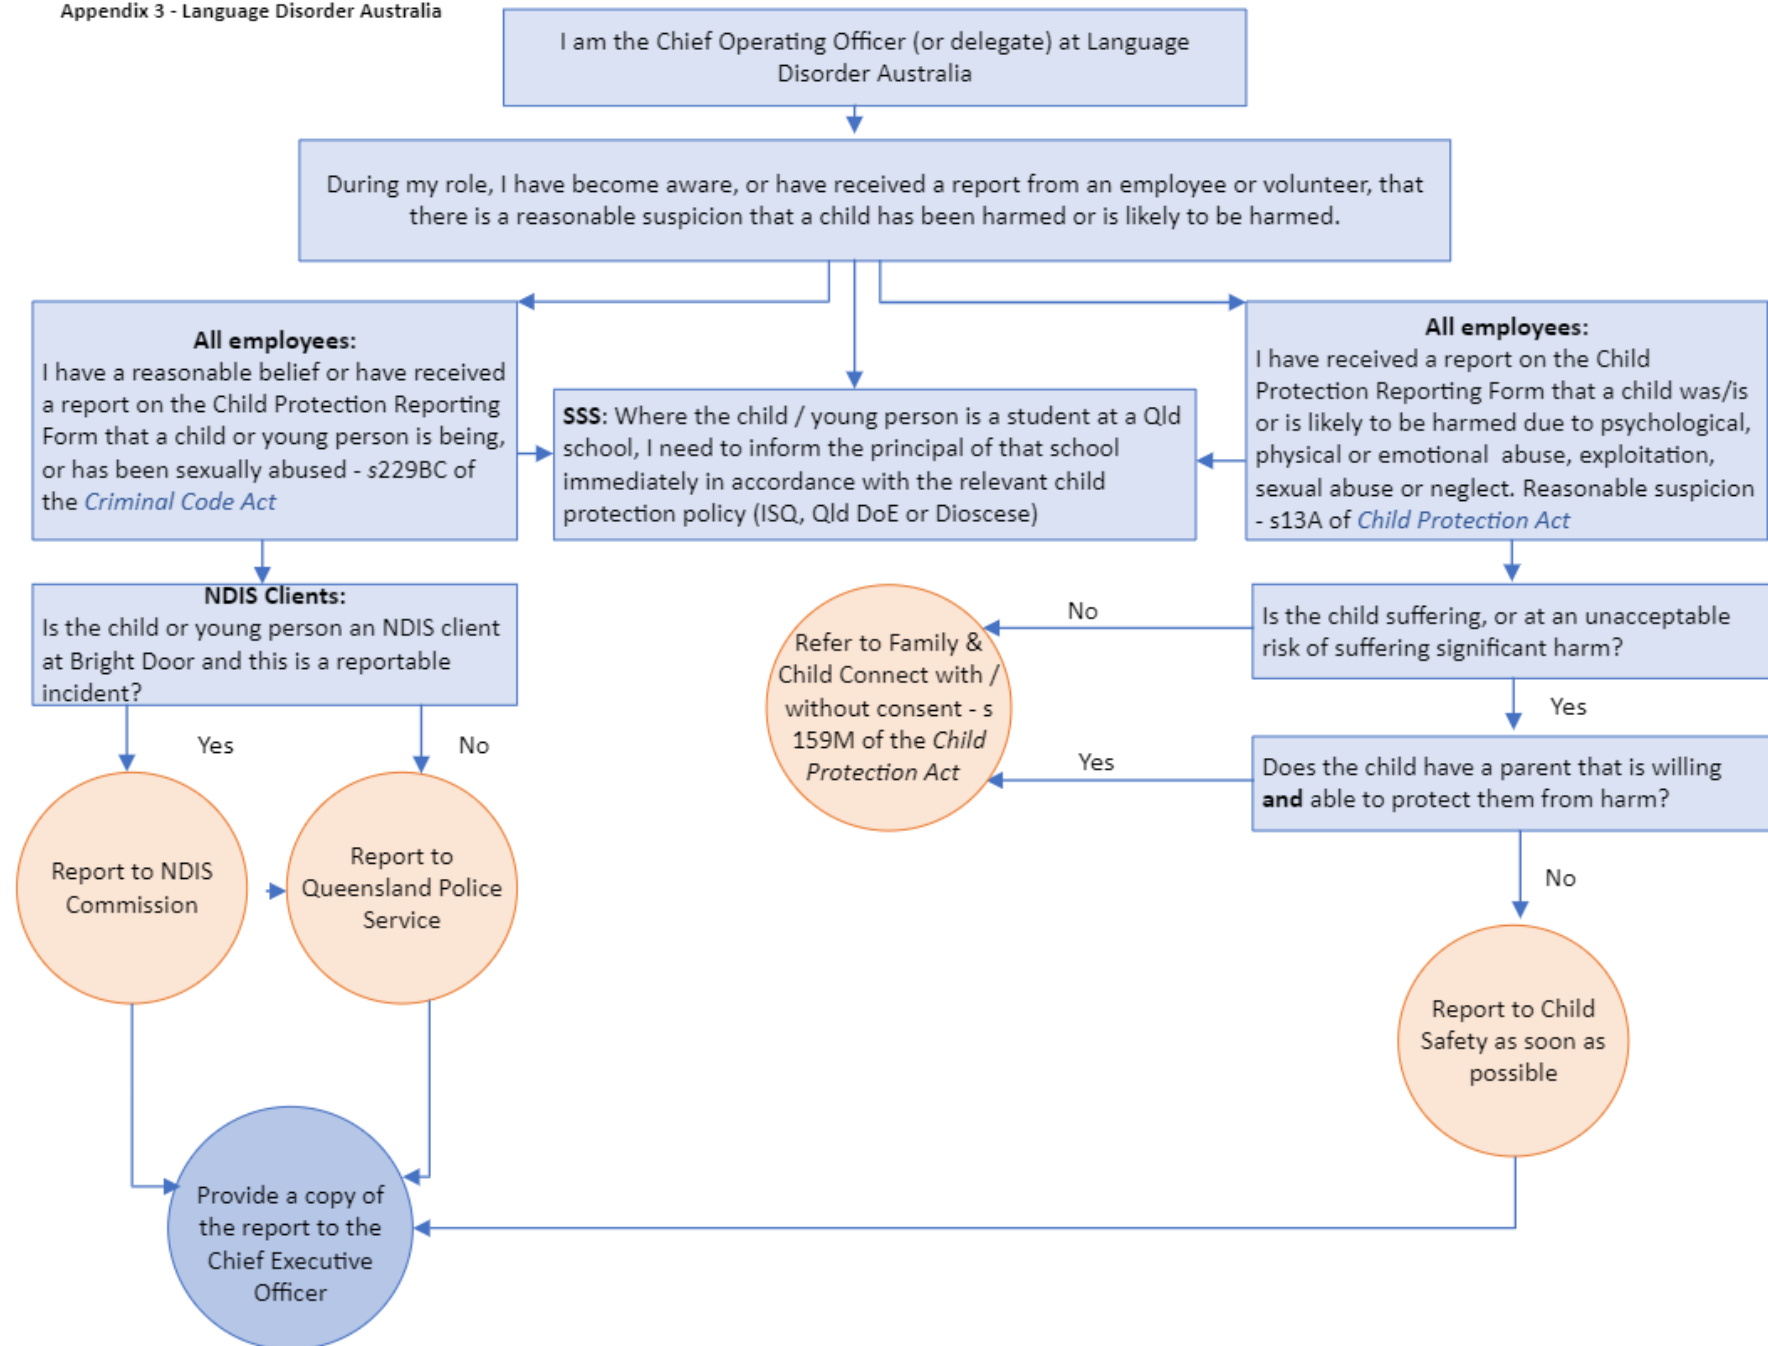 Appendix 3 - Language Disorder Australia
I am the Chief Operating Officer (or delegate) at Language
Disorder Australia
During my role, I have become aware, or have received a report from an employee or volunteer, that
there is a reasonable suspicion that a child has been harmed or is likely to be harmed.
All employees:
I have a reasonable belief or have received
a report on the Child Protection Reporting
Form that a child or young person is being,
or has been sexually abused - s229BC of
the Criminal Code Act
SSS: Where the child / young person is a student at a Qld
school, I need to inform the principal of that school
immediately in accordance with the relevant child
protection policy (ISQ, Qld DoE or Dioscese)
All employees:
I have received a report on the Child
Protection Reporting Form that a child was/is
or is likely to be harmed due to psychological,
physical or emotional abuse, exploitation,
sexual abuse or neglect. Reasonable suspicion
- s13A of Child Protection Act
NDIS Clients:
Is the child or young person an NDIS client
at Bright Door and this is a reportable
incident?
Yes
No
Refer to Family &
Child Connect with /
without consent - s
159M of the Child
Protection Act
No
Is the child suffering, or at an unacceptable
risk of suffering significant harm?
Yes
Yes
Does the child have a parent that is willing
and able to protect them from harm?
No
Report to NDIS
Commission
Report to
Queensland Police
Service
Report to Child
Safety as soon as
possible
Provide a copy of
the report to the
Chief Executive
Officer